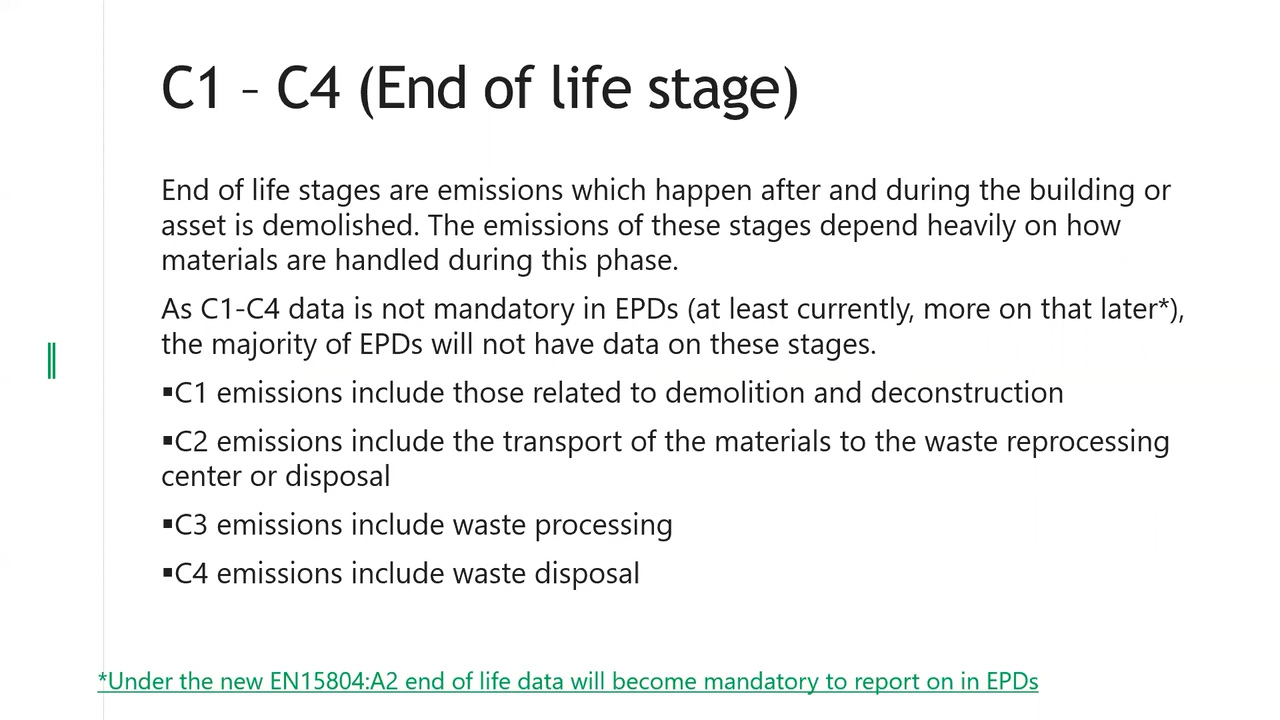 C1 – C4 (End of life stage)
End of life stages are emissions which happen after and during the building or
asset is demolished. The emissions of these stages depend heavily on how
materials are handled during this phase.
As C1-C4 data is not mandatory in EPDs (at least currently, more on that later*),
the majority of EPDs will not have data on these stages.
▪C1 emissions include those related to demolition and deconstruction
▪C2 emissions include the transport of the materials to the waste reprocessing
center or disposal
▪C3 emissions include waste processing
▪C4 emissions include waste disposal
*Under the new EN15804:A2 end of life data will become mandatory to report on in EPDs